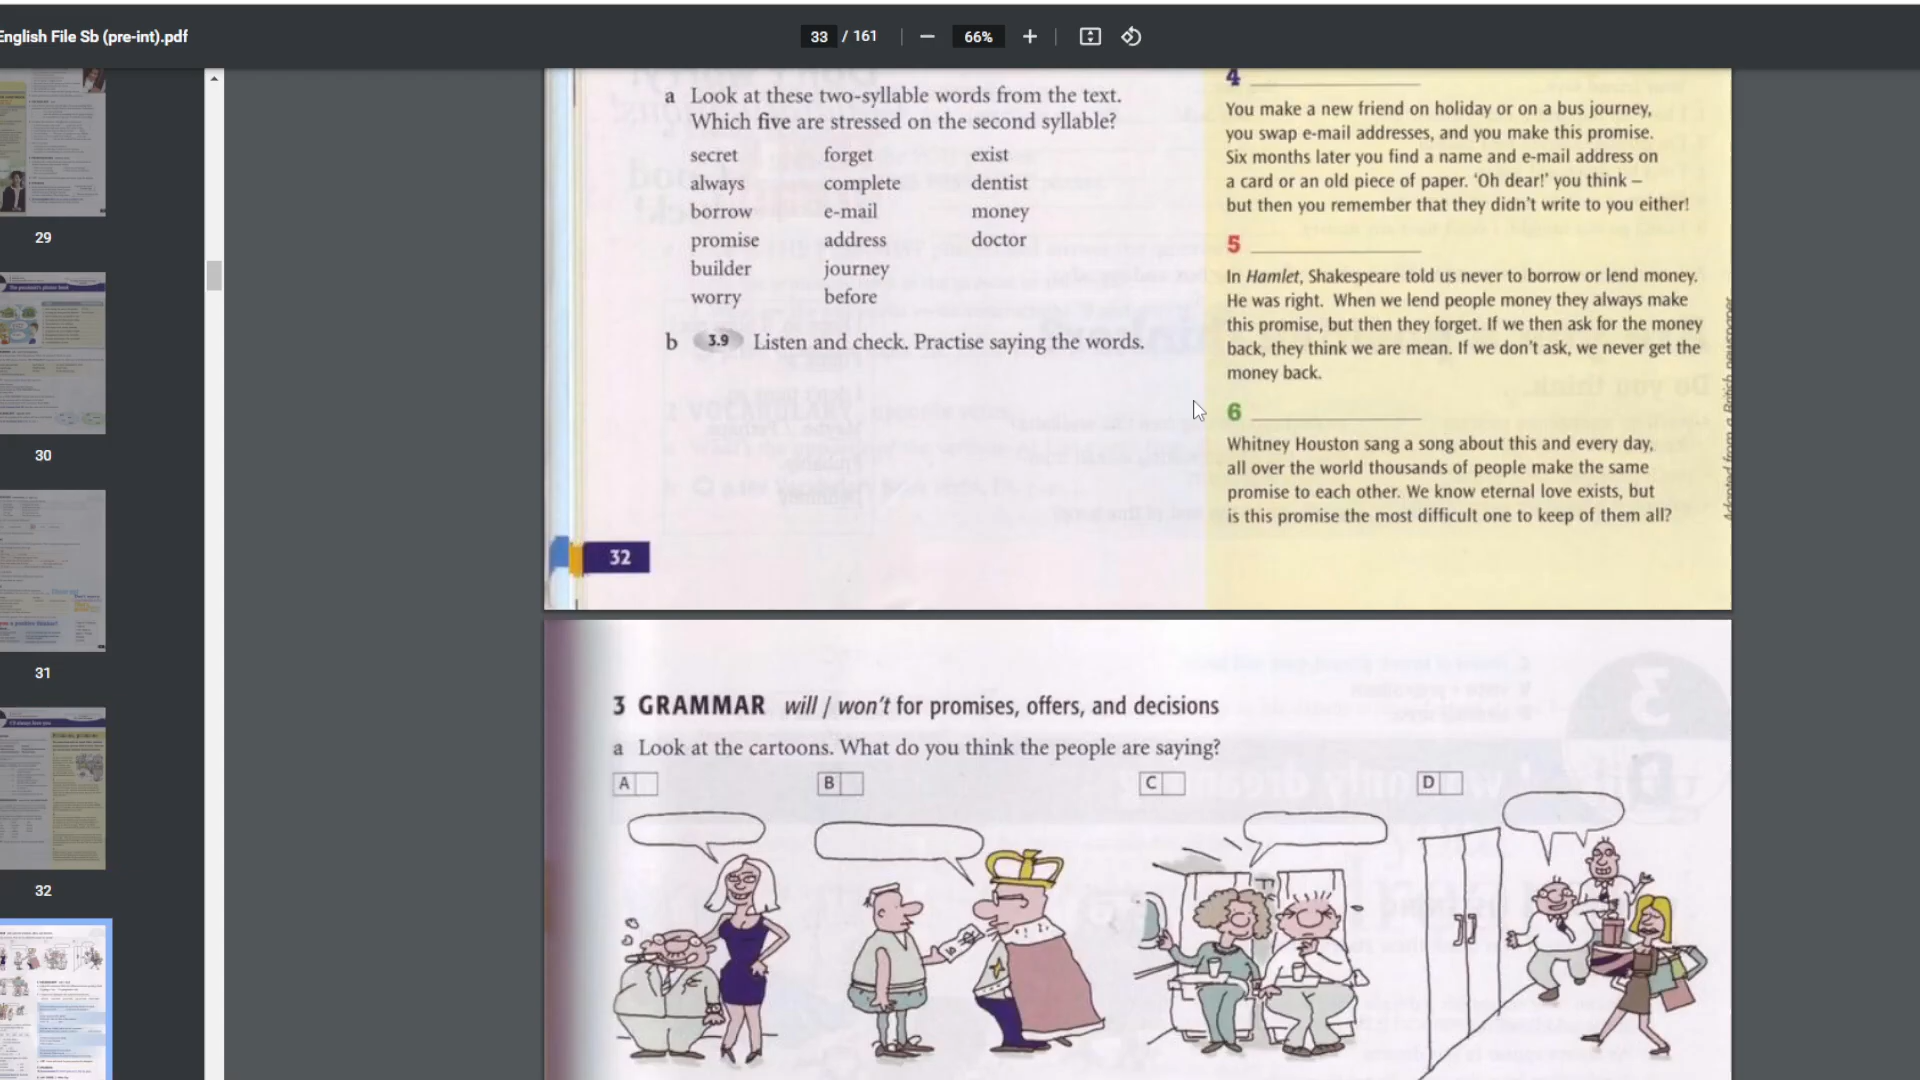 English File Sb (pre-int).pdf
33 / 161
66%
29
30
31
32
a Look at these two-syllable words from the text.
Which five are stressed on the second syllable?
secret forget exist
always complete dentist
borrow e-mail money
promise address doctor
builder journey
worry before
b 3.9 Listen and check. Practise saying the words.
32
4
You make a new friend on holiday or on a bus journey,
you swap e-mail addresses, and you make this promise.
Six months later you find a name and e-mail address on
a card or an old piece of paper. ‘Oh dear!’ you think –
but then you remember that they didn’t write to you either!
5
In Hamlet, Shakespeare told us never to borrow or lend money.
He was right. When we lend people money they always make
this promise, but then they forget. If we then ask for the money
back, they think we are mean. If we don’t ask, we never get the
money back.
6
Whitney Houston sang a song about this and every day,
all over the world thousands of people make the same
promise to each other. We know eternal love exists, but
is this promise the most difficult one to keep of them all?
Adapted from a British newspaper
3 GRAMMAR will / won’t for promises, offers, and decisions
a Look at the cartoons. What do you think the people are saying?
A B C D